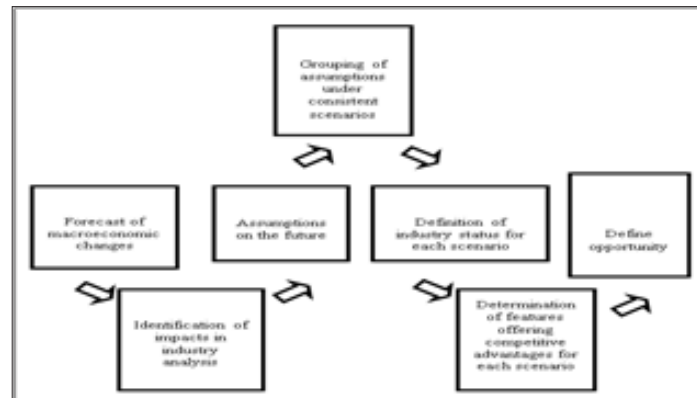 Grouping of
assumptions
under
consistent
scenarios
Forecast of
macroeconomic
changes
Assumptions
on the future
Definition of
industry status for
each scenario
Define
opportunity
Identification of
impacts in
industry
analysis
Determination
of features
offering
competitive
advantages for
each scenario